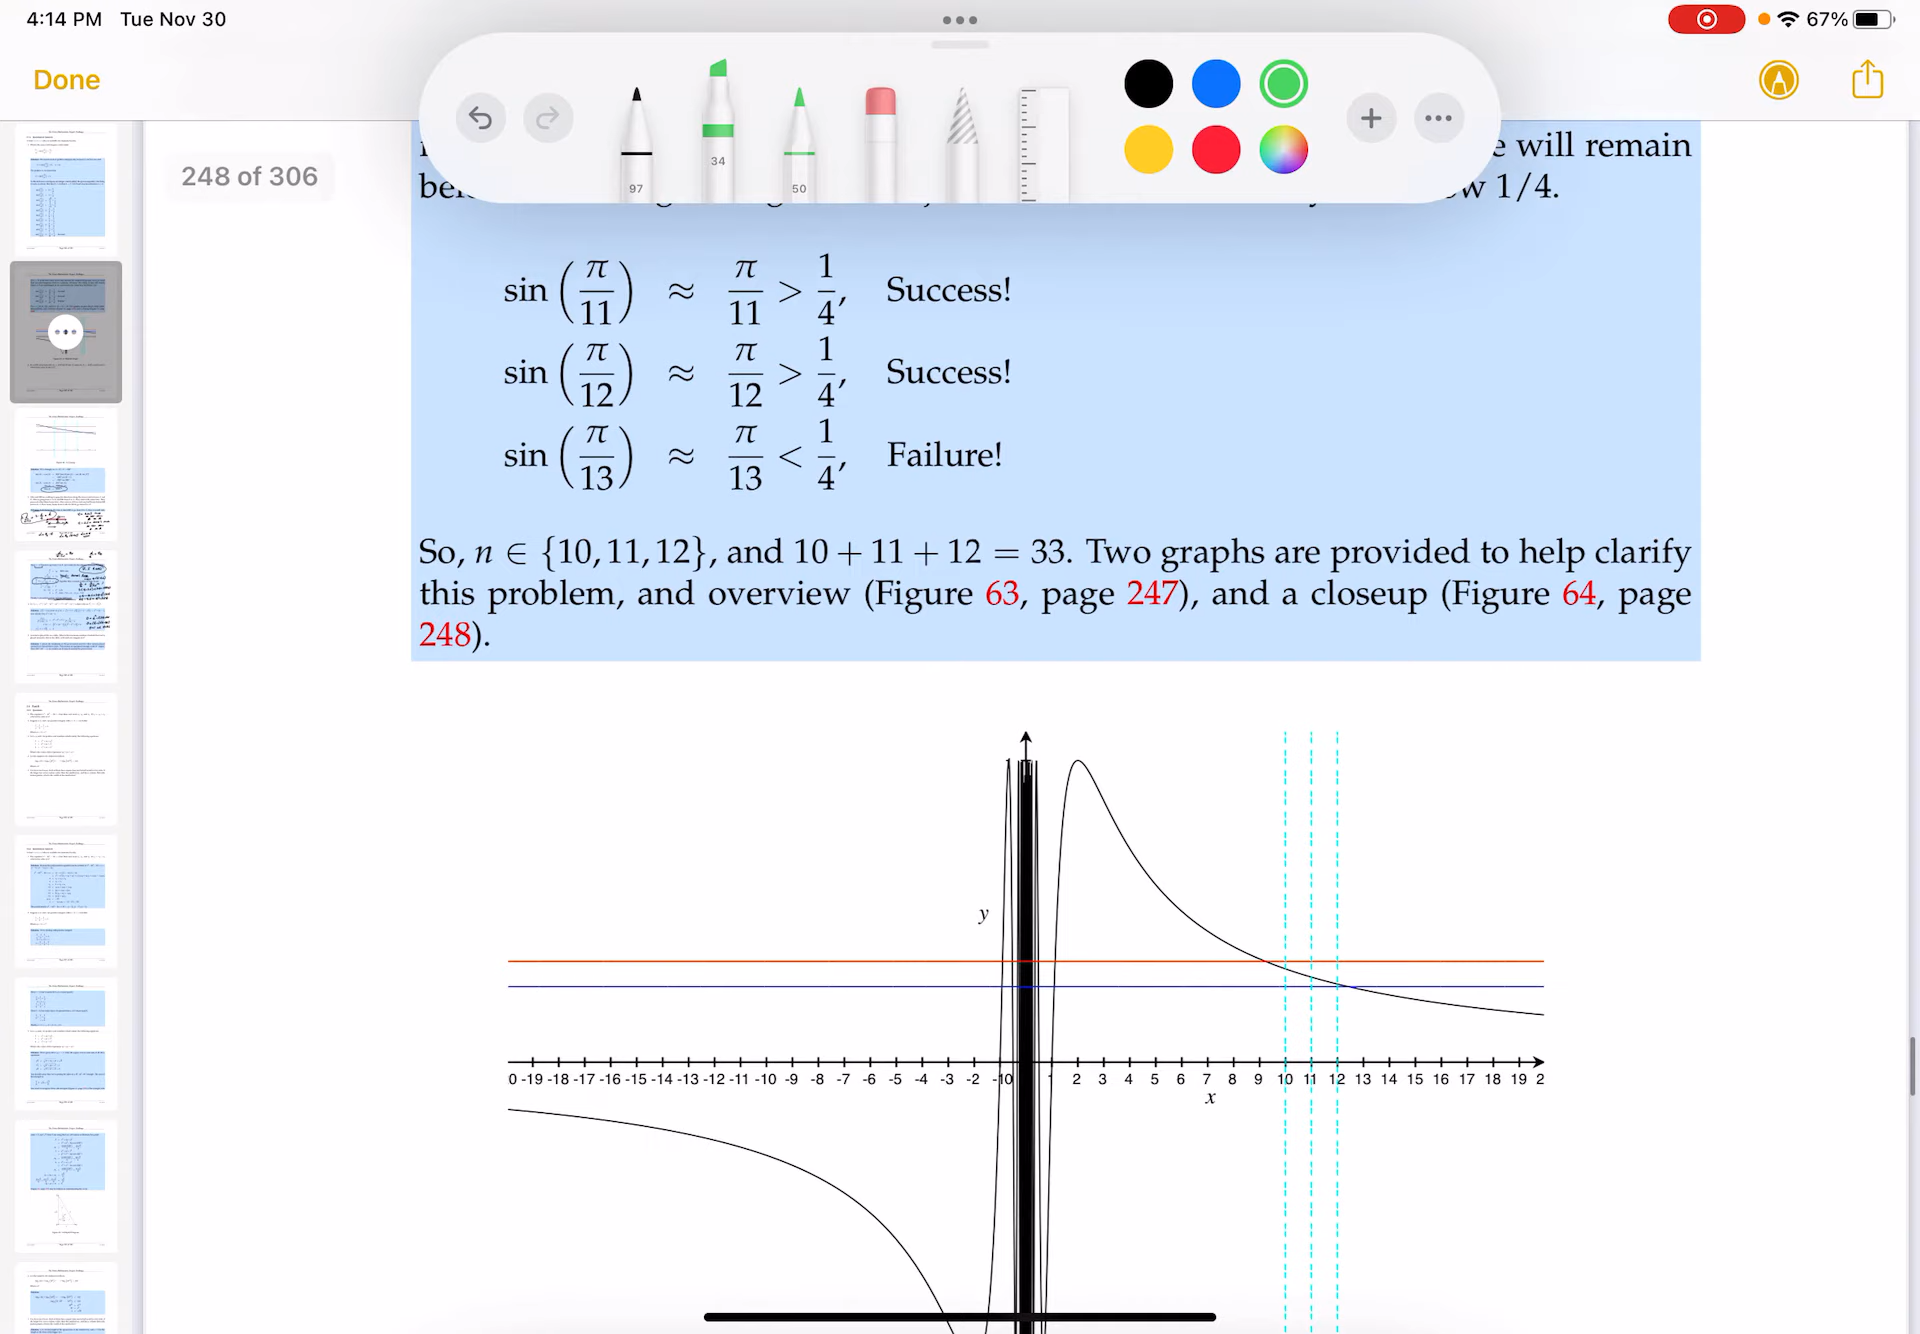 4:14 PM Tue Nov 30
67%
Done
97
34
50
248 of 306
e will remain
be
w 1/4.
sin (π/11) ≈ π/11 > 1/4, Success!
sin (π/12) ≈ π/12 > 1/4, Success!
sin (π/13) ≈ π/13 < 1/4, Failure!
So, n ∈ {10, 11, 12}, and 10 + 11 + 12 = 33. Two graphs are provided to help clarify
this problem, and overview (Figure 63, page 247), and a closeup (Figure 64, page
248).
y
0 -19 -18 -17 -16 -15 -14 -13 -12 -11 -10 -9 -8 -7 -6 -5 -4 -3 -2 -1 0 1 2 3 4 5 6 7 8 9 10 11 12 13 14 15 16 17 18 19 2
x